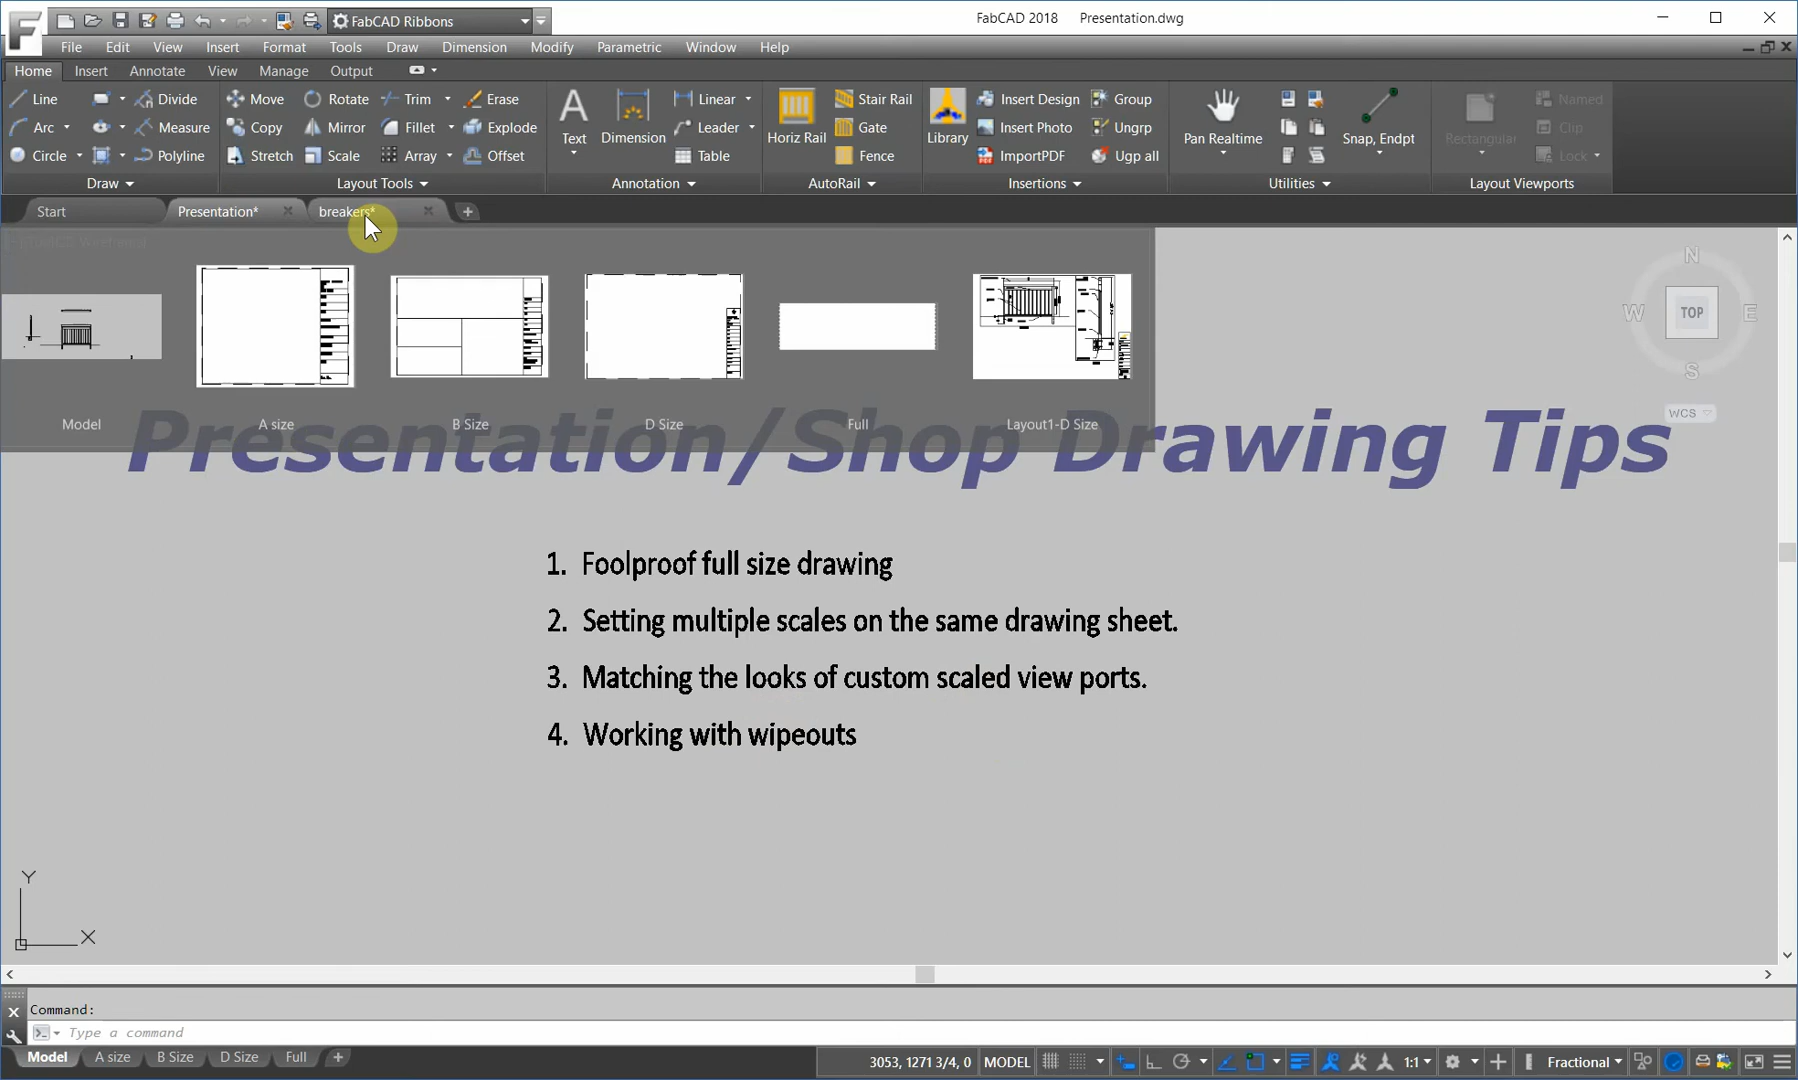 FabCAD Ribbons
FabCAD 2018 Presentation.dwg
File Edit View Insert Format Tools Draw Dimension Modify Parametric Window Help
Home Insert Annotate View Manage Output
Line Divide Move Rotate Trim Erase Linear Stair Rail Insert Design Group Named
Arc Measure Copy Mirror Fillet Explode Text Dimension Leader Horiz Rail Gate Library Insert Photo Ungrp Pan Realtime Snap, Endpt Rectangular Clip
Circle Polyline Stretch Scale Array Offset Table Fence ImportPDF Ugp all Lock
Draw Layout Tools Annotation AutoRail Insertions Utilities Layout Viewports
Start Presentation* breakers*
N
W TOP E
S
WCS
Model A size B Size D Size Full Layout1-D Size
Presentation/Shop Drawing Tips
1. Foolproof full size drawing
2. Setting multiple scales on the same drawing sheet.
3. Matching the looks of custom scaled view ports.
4. Working with wipeouts
Y
X
Command:
Type a command
Model A size B Size D Size Full
3053, 1271 3/4, 0 MODEL 1:1 Fractional